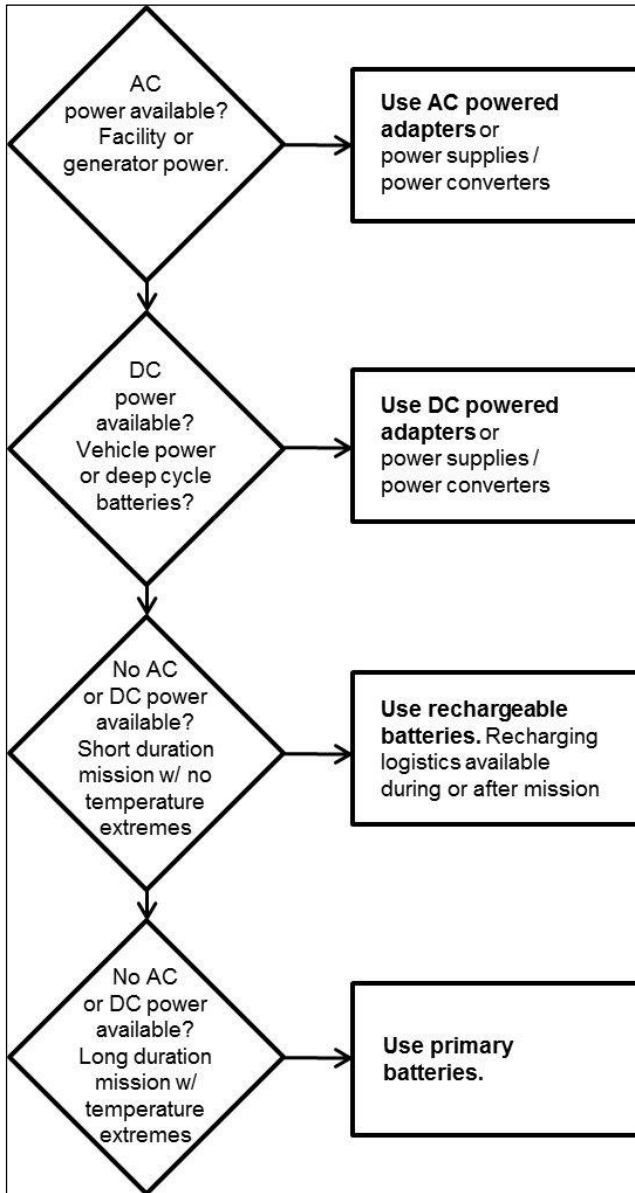 AC
power available?
Facility or
generator power.
Use AC powered
adapters or
power supplies /
power converters
DC
power
available?
Vehicle power
or deep cycle
batteries?
Use DC powered
adapters or
power supplies /
power converters
No AC
or DC power
available?
Short duration
mission w/ no
temperature
extremes
Use rechargeable
batteries. Recharging
logistics available
during or after mission
No AC
or DC power
available?
Long duration
mission w/
temperature
extremes
Use primary
batteries.